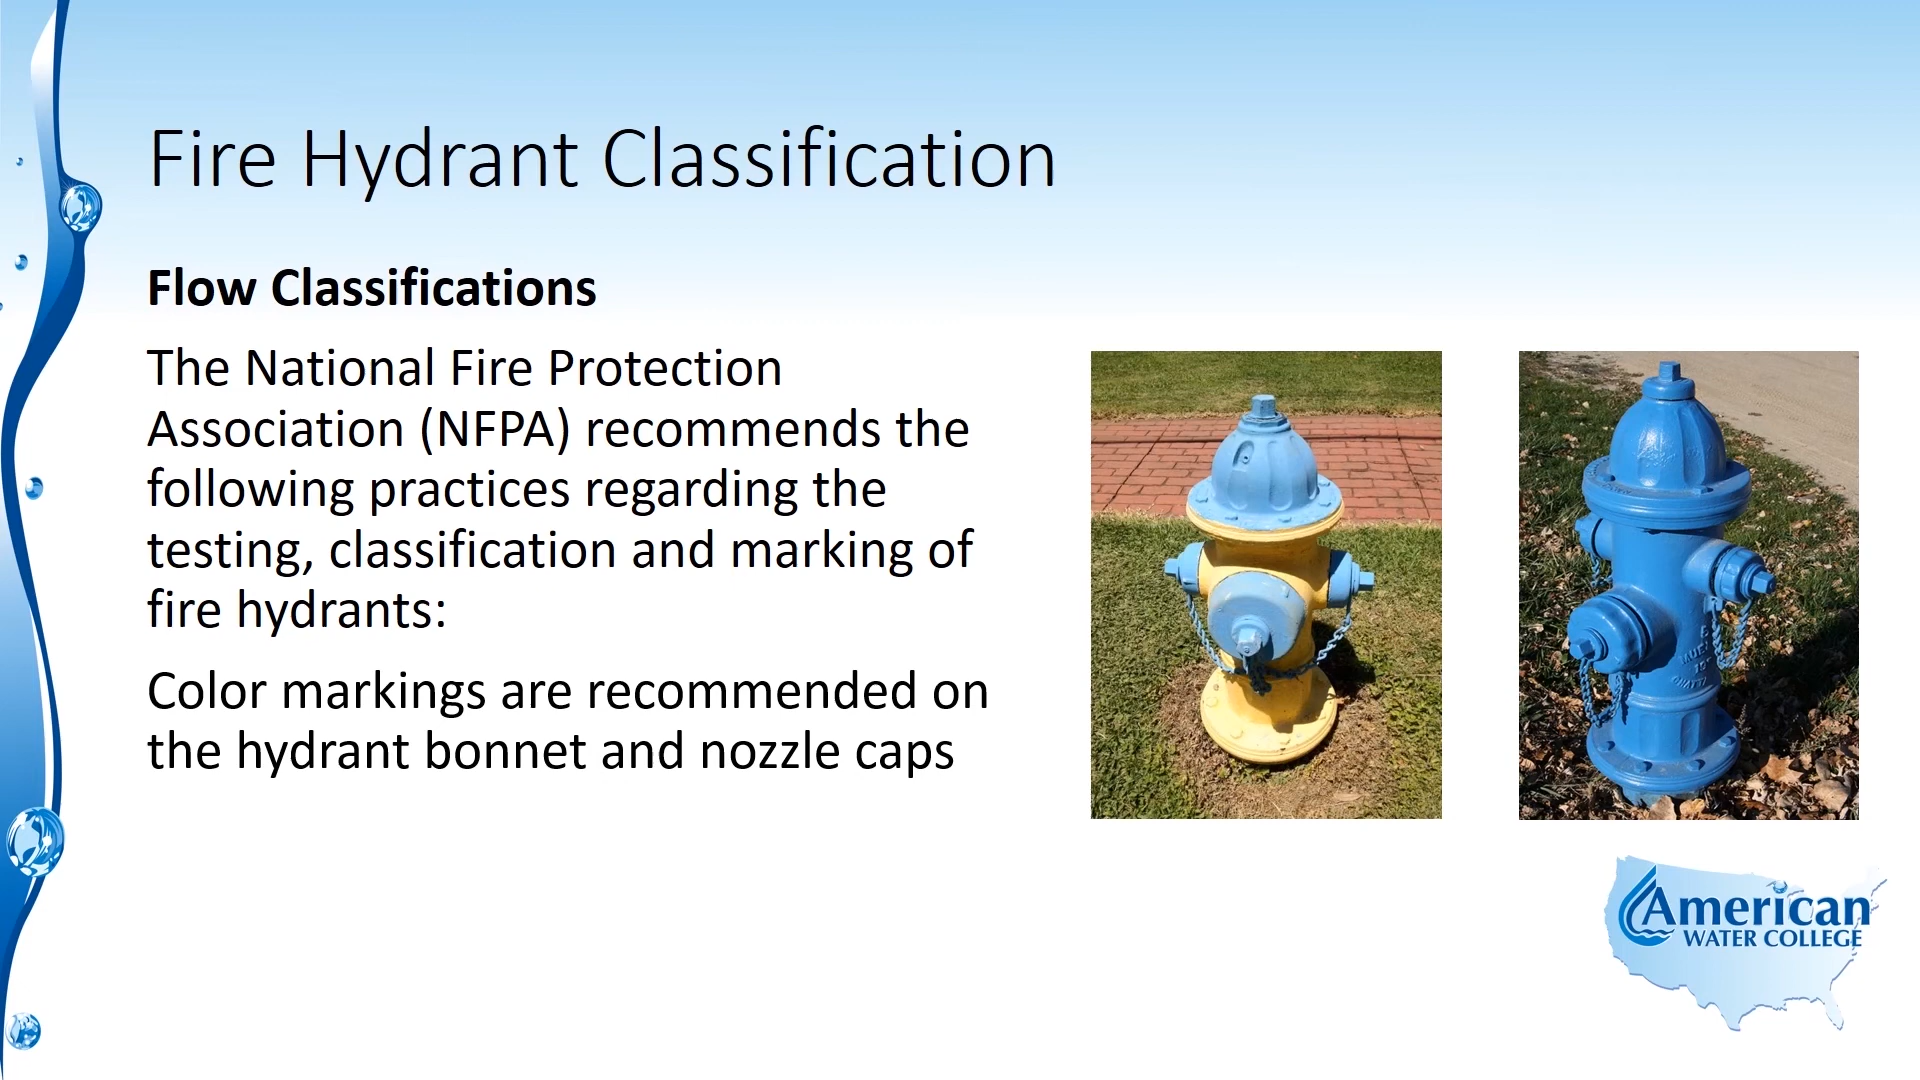 Fire Hydrant Classification
Flow Classifications
The National Fire Protection
Association (NFPA) recommends the
following practices regarding the
testing, classification and marking of
fire hydrants:
Color markings are recommended on
the hydrant bonnet and nozzle caps
American
WATER COLLEGE